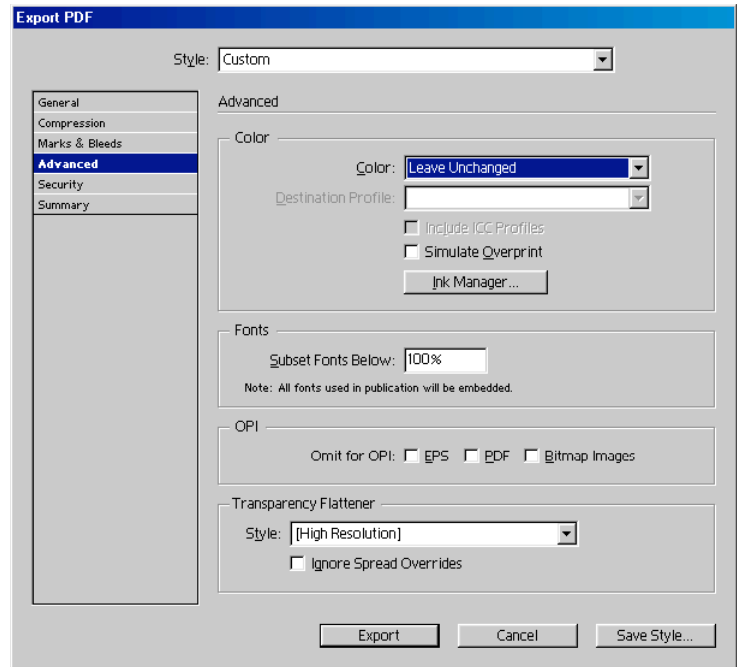 Export PDF
Style: Custom
General
Compression
Marks & Bleeds
Advanced
Security
Summary
Advanced
Color
Color: Leave Unchanged
Destination Profile:
Include ICC Profiles
Simulate Overprint
Ink Manager...
Fonts
Subset Fonts Below: 100%
Note: All fonts used in publication will be embedded.
OPI
Omit for OPI: EPS PDF Bitmap Images
Transparency Flattener
Style: [High Resolution]
Ignore Spread Overrides
Export Cancel Save Style...